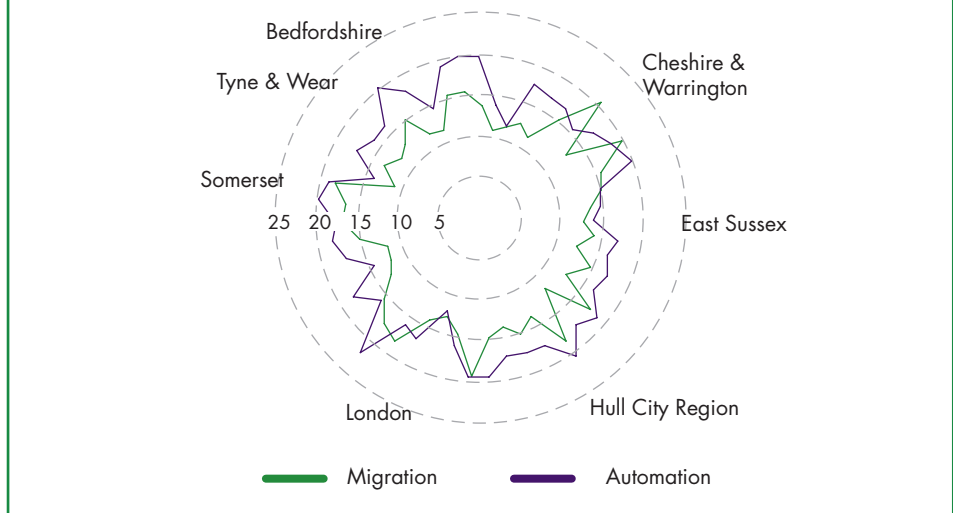 Bedfordshire
Cheshire &
Warrington
Tyne & Wear
Somerset
25 20 15 10 5
East Sussex
London
Hull City Region
Migration
Automation